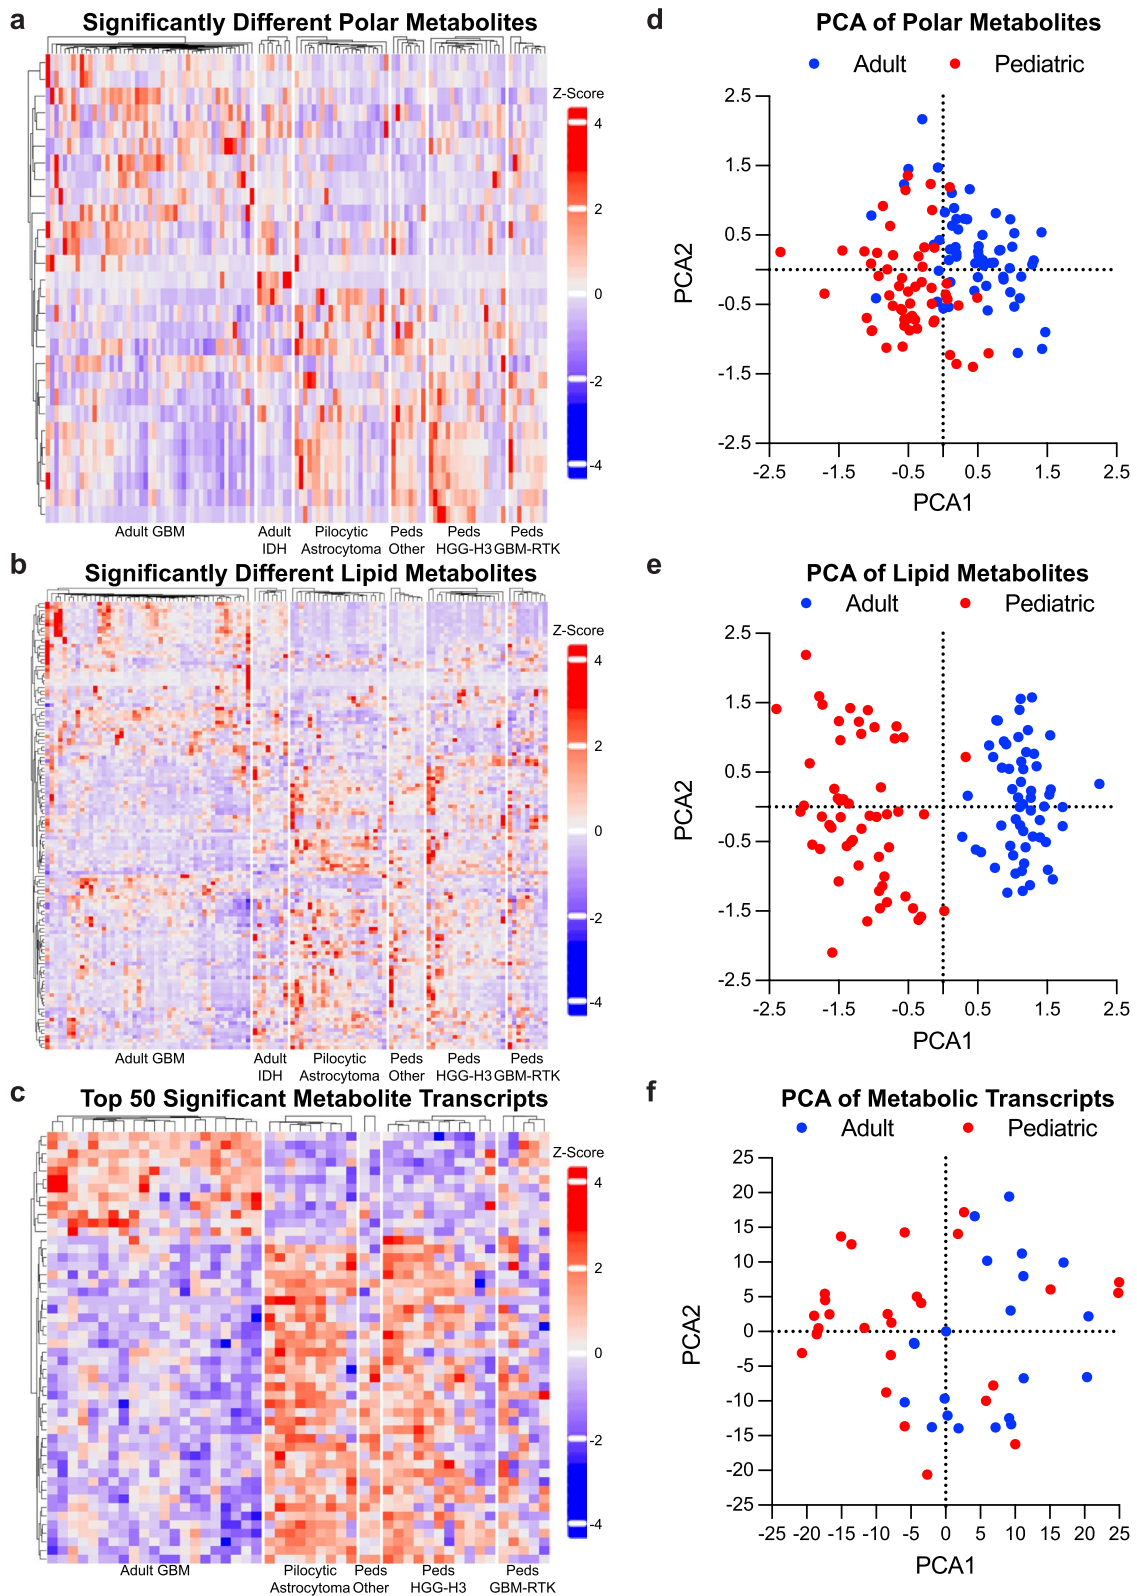 a
Significantly Different Polar Metabolites
Z-Score
4
2
0
-2
-4
Adult GBM
Adult IDH
Pilocytic Astrocytoma
Peds Other
Peds HGG-H3
Peds GBM-RTK
d
PCA of Polar Metabolites
Adult
Pediatric
2.5
1.5
0.5
-0.5
-1.5
-2.5
PCA2
-2.5 -1.5 -0.5 0.5 1.5 2.5
PCA1
b
Significantly Different Lipid Metabolites
Z-Score
4
2
0
-2
-4
Adult GBM
Adult IDH
Pilocytic Astrocytoma
Peds Other
Peds HGG-H3
Peds GBM-RTK
e
PCA of Lipid Metabolites
Adult
Pediatric
2.5
1.5
0.5
-0.5
-1.5
-2.5
PCA2
-2.5 -1.5 -0.5 0.5 1.5 2.5
PCA1
c
Top 50 Significant Metabolite Transcripts
Z-Score
4
2
0
-2
-4
Adult GBM
Pilocytic Astrocytoma
Peds Other
Peds HGG-H3
Peds GBM-RTK
f
PCA of Metabolic Transcripts
Adult
Pediatric
25
20
15
10
5
0
-5
-10
-15
-20
-25
PCA2
-25 -20 -15 -10 -5 0 5 10 15 20 25
PCA1